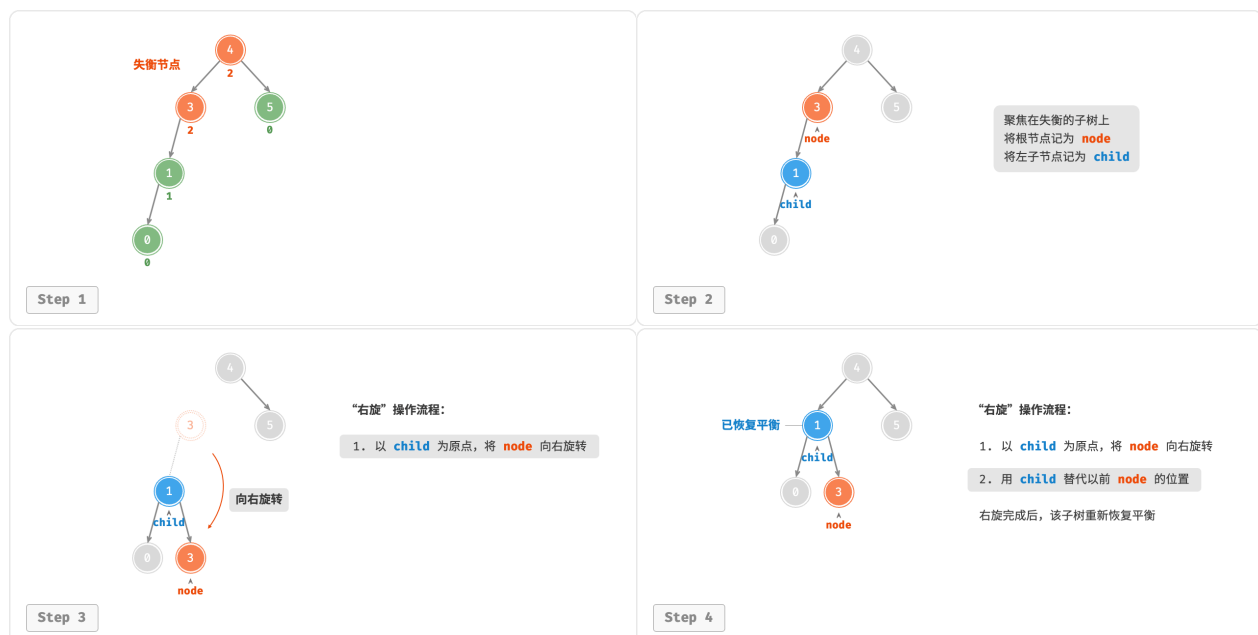 4
失衡节点
2
3
5
2
0
1
1
0
0
Step 1
4
3
5
node
1
child
0
聚焦在失衡的子树上
将根节点记为 node
将左子节点记为 child
Step 2
4
3
5
1
child
0
3
node
向右旋转
“右旋”操作流程：
1. 以 child 为原点，将 node 向右旋转
Step 3
4
已恢复平衡
1
5
child
0
3
node
“右旋”操作流程：
1. 以 child 为原点，将 node 向右旋转
2. 用 child 替代以前 node 的位置
右旋完成后，该子树重新恢复平衡
Step 4